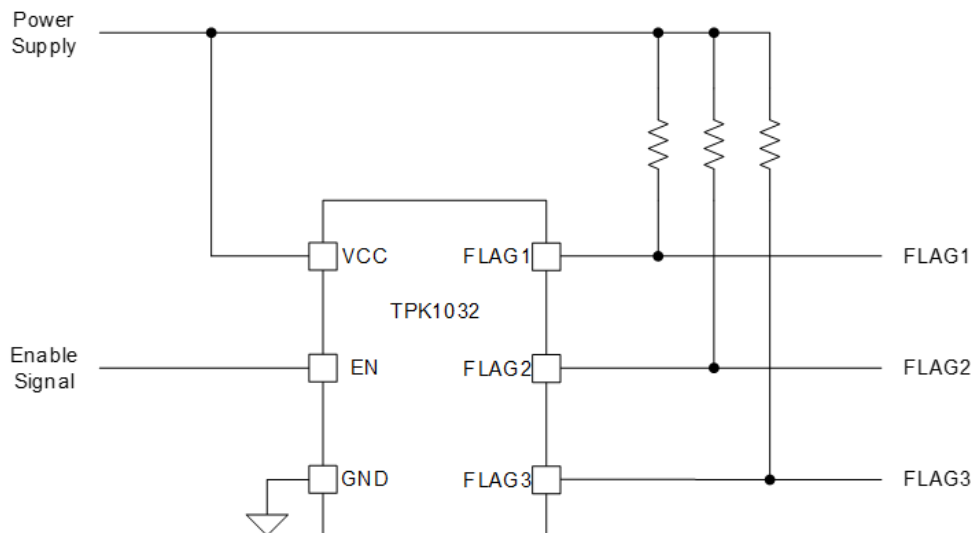 Power
Supply
VCC
FLAG1
FLAG1
TPK1032
Enable
Signal
EN
FLAG2
FLAG2
GND
FLAG3
FLAG3